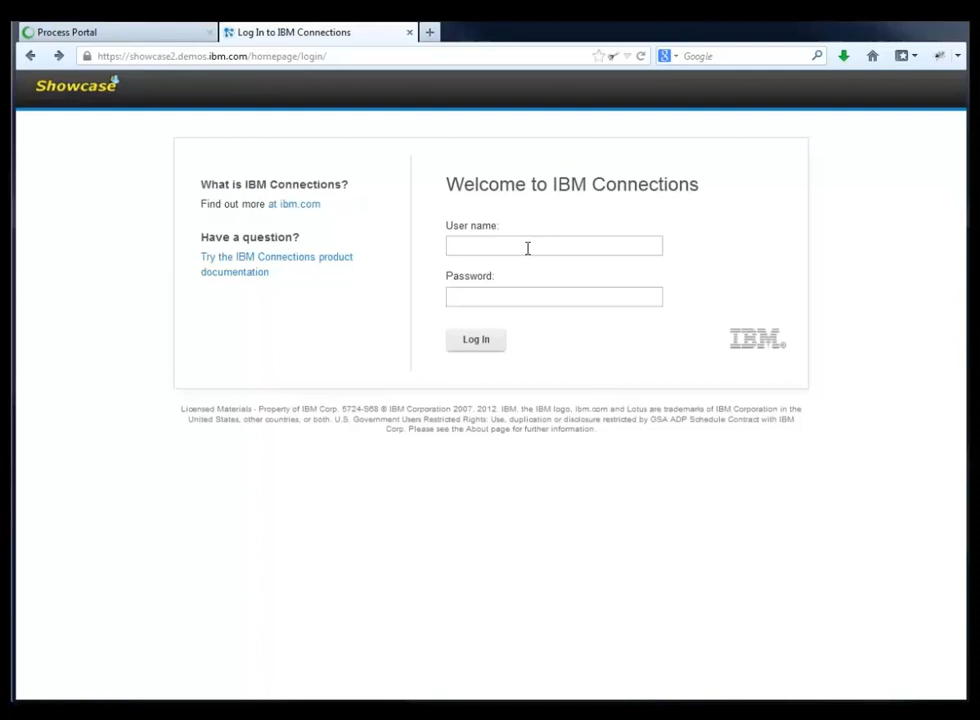 Process Portal
Log In to IBM Connections
https://showcase2.demos.ibm.com/homepage/login/
Google
Showcase
What is IBM Connections?
Find out more at ibm.com
Have a question?
Try the IBM Connections product
documentation
Welcome to IBM Connections
User name:
Password:
Log In
IBM®
Licensed Materials - Property of IBM Corp. 5724-S68 © IBM Corporation 2007, 2012. IBM, the IBM logo, ibm.com and Lotus are trademarks of IBM Corporation in the
United States, other countries, or both. U.S. Government Users Restricted Rights: Use, duplication or disclosure restricted by GSA ADP Schedule Contract with IBM
Corp. Please see the About page for further information.